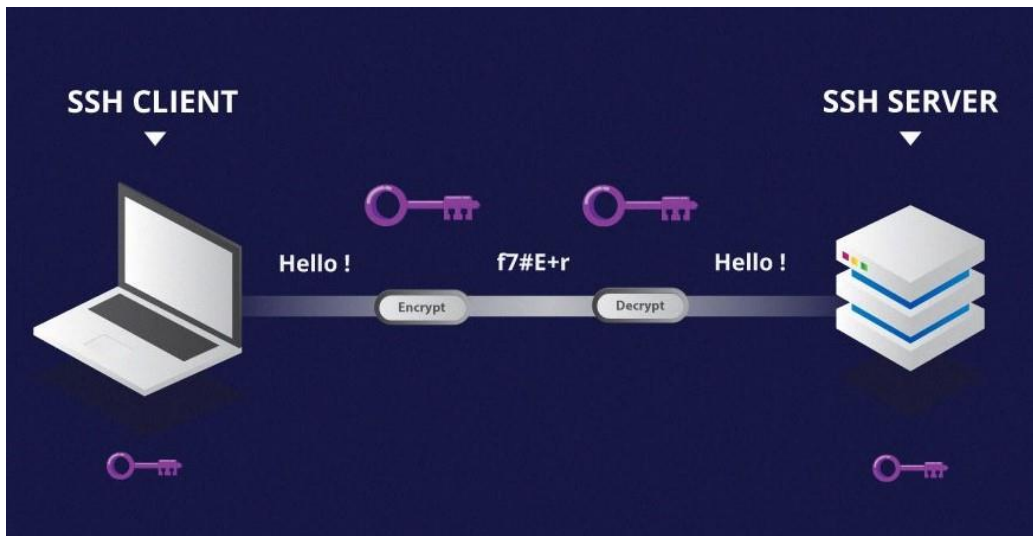 SSH CLIENT
SSH SERVER
Hello !
f7#E+r
Hello !
Encrypt
Decrypt